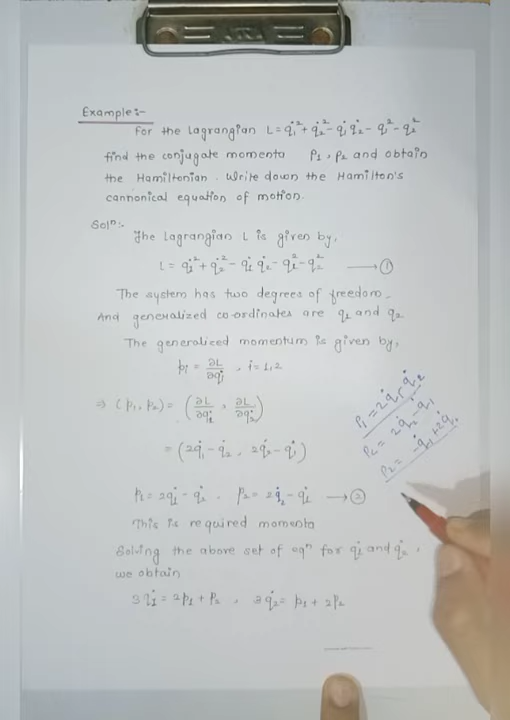 Example:-
For the Lagrangian L = q̇₁² + q̇₂² - q̇₁ q̇₂ - q₁² - q₂²
find the conjugate momenta P₁, P₂ and obtain
the Hamiltonian. Write down the Hamilton's
cannonical equation of motion.
Solⁿ:-
The Lagrangian L is given by,
L = q̇₁² + q̇₂² - q̇₁ q̇₂ - q₁² - q₂² ⟶ ①
The system has two degrees of freedom.
And generalized co-ordinates are q₁ and q₂
The generalized momentum is given by,
pᵢ = ∂L/∂q̇ᵢ , i = 1,2
⇒ (p₁, p₂) = (∂L/∂q̇₁ , ∂L/∂q̇₂)
= (2q̇₁ - q̇₂ , 2q̇₂ - q̇₁)
P₁ = 2q̇₁ - q̇₂
P₂ = 2q̇₂ - q̇₁
P₂ = -q̇₁ + 2q̇
p₁ = 2q̇₁ - q̇₂ , p₂ = 2q̇₂ - q̇₁ ⟶ ②
This is required momenta
Solving the above set of eqⁿ for q̇₁ and q̇₂ ,
we obtain
3q̇₁ = 2p₁ + p₂ , 3q̇₂ = p₁ + 2p₂